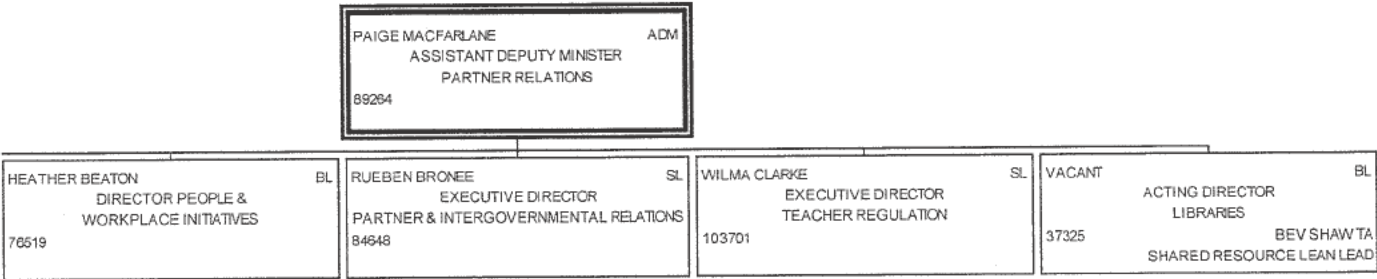 PAIGE MACFARLANE ADM
ASSISTANT DEPUTY MINISTER
PARTNER RELATIONS
89264
HEATHER BEATON BL
DIRECTOR PEOPLE &
WORKPLACE INITIATIVES
76519
RUEBEN BRONEE SL
EXECUTIVE DIRECTOR
PARTNER & INTERGOVERNMENTAL RELATIONS
84648
WILMA CLARKE SL
EXECUTIVE DIRECTOR
TEACHER REGULATION
103701
VACANT BL
ACTING DIRECTOR
LIBRARIES
37325 BEV SHAW TA
SHARED RESOURCE LEAN LEAD